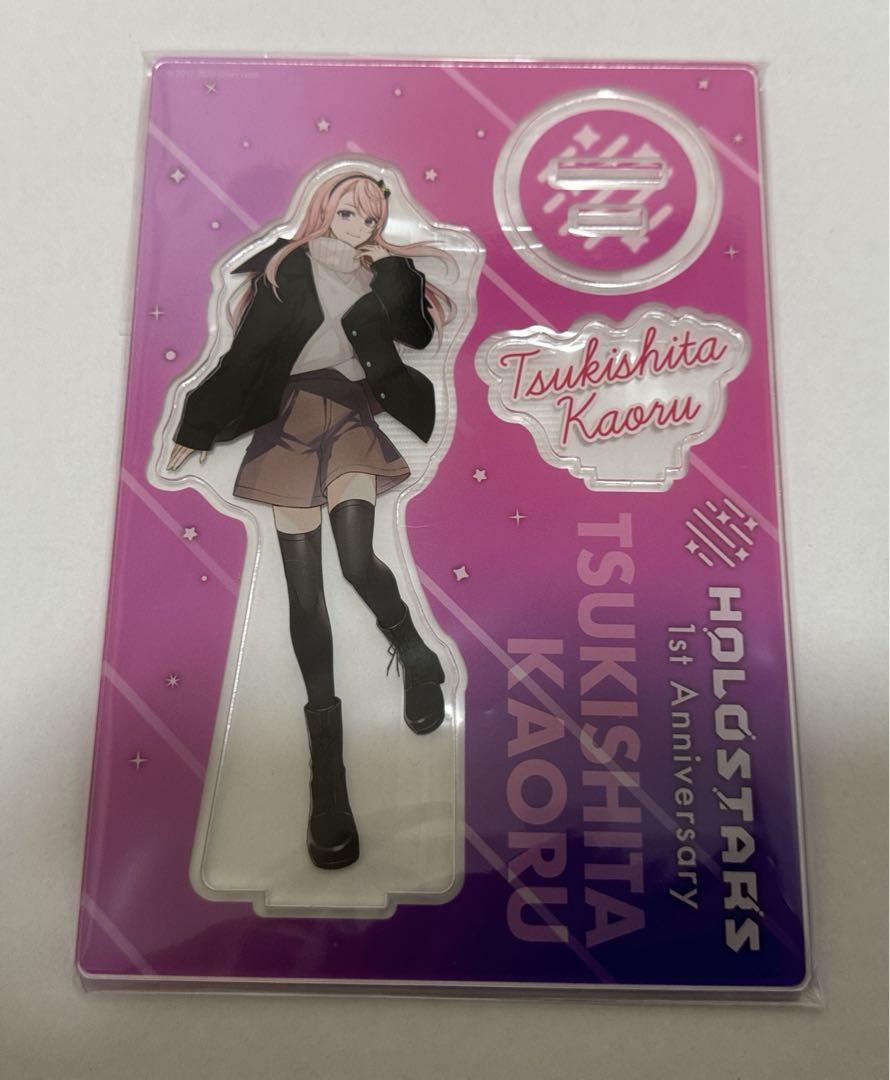 Tsukishita
Kaoru
TSUKISHITA
KAORU
HOLOSTARS
1st Anniversary